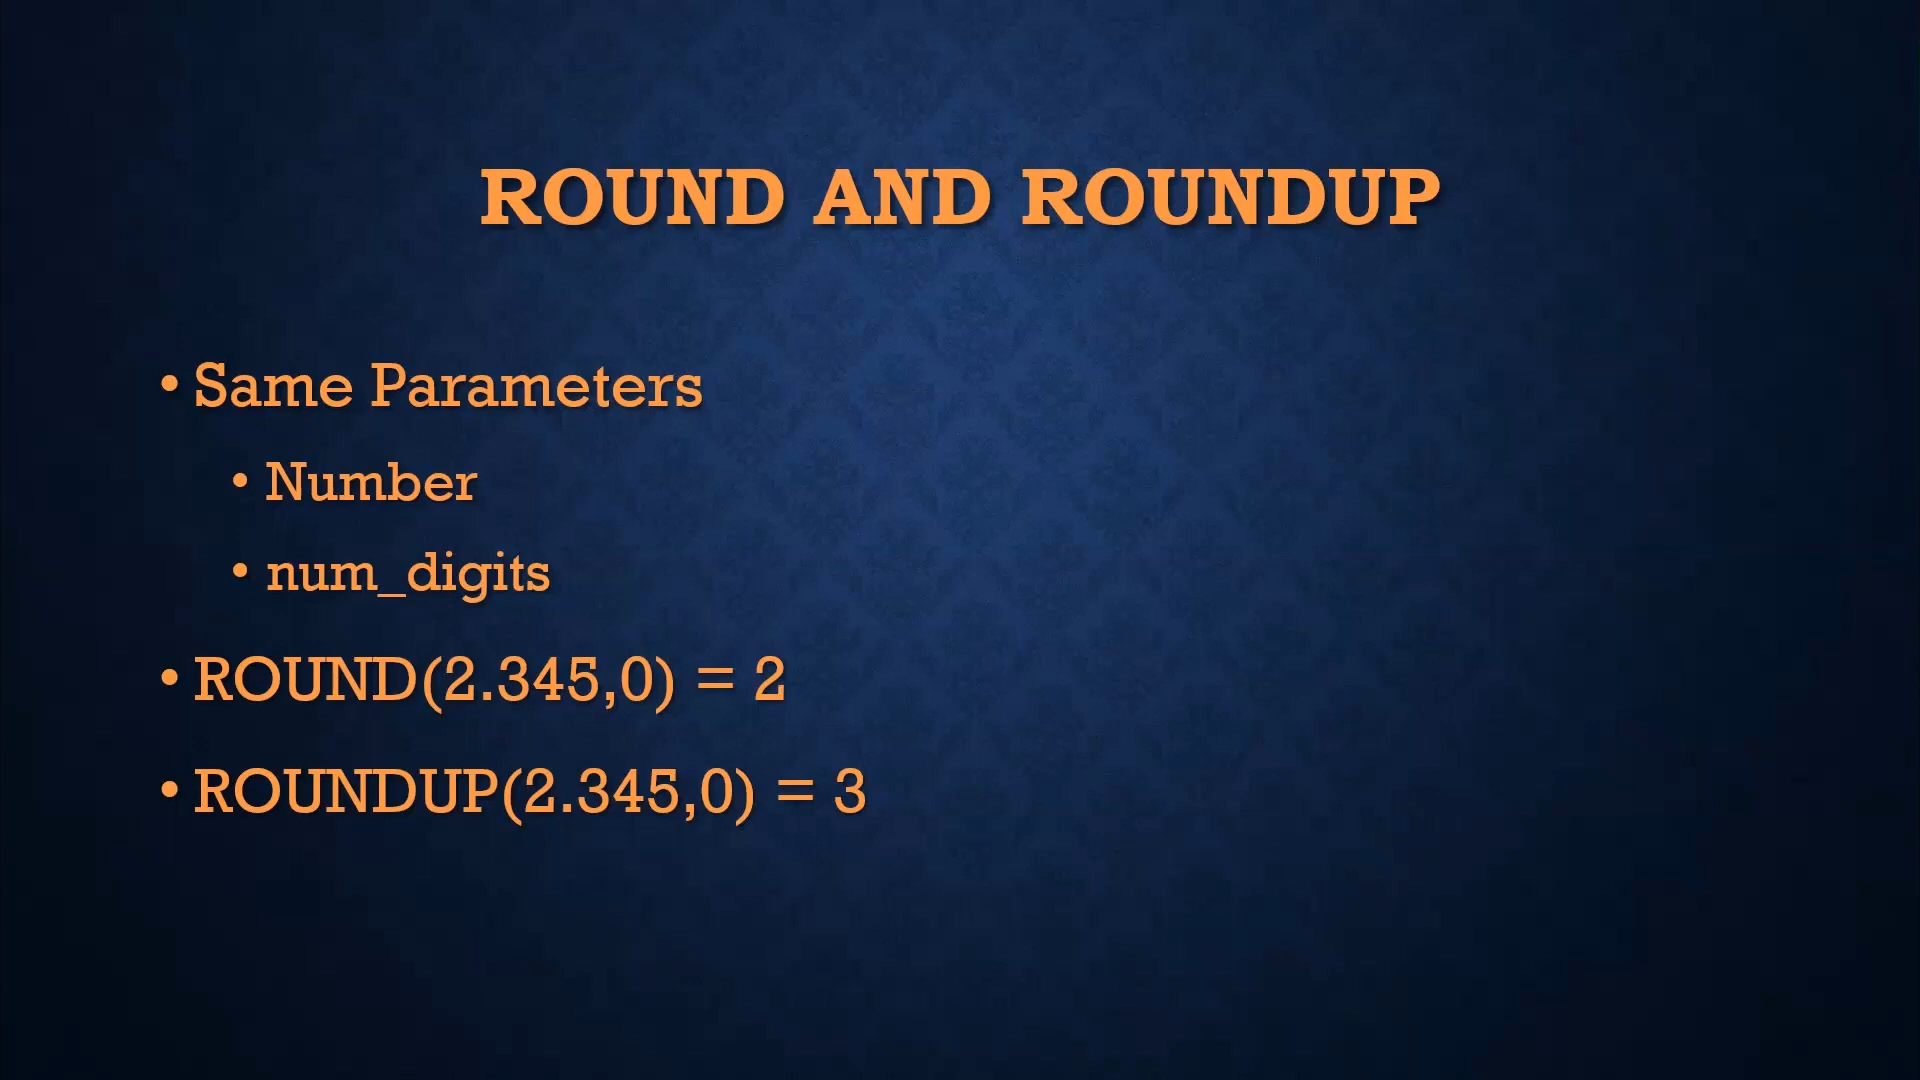 ROUND AND ROUNDUP
• Same Parameters
• Number
• num_digits
• ROUND(2.345,0) = 2
• ROUNDUP(2.345,0) = 3